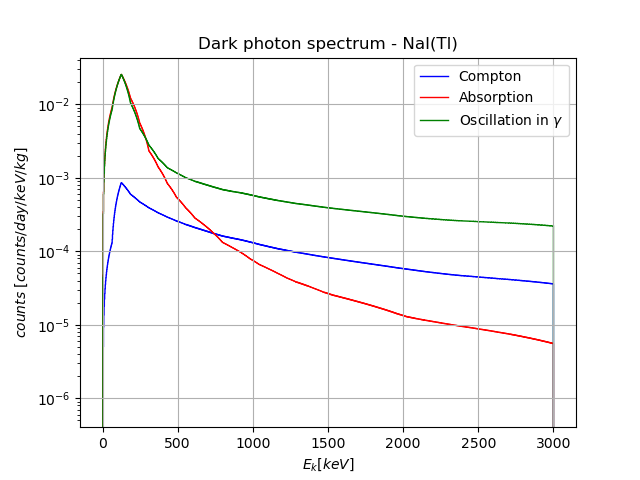 Dark photon spectrum - NaI(Tl)
Compton
Absorption
Oscillation in γ
counts [counts/day/keV/kg]
10⁻²
10⁻³
10⁻⁴
10⁻⁵
10⁻⁶
0 500 1000 1500 2000 2500 3000
E_k[keV]